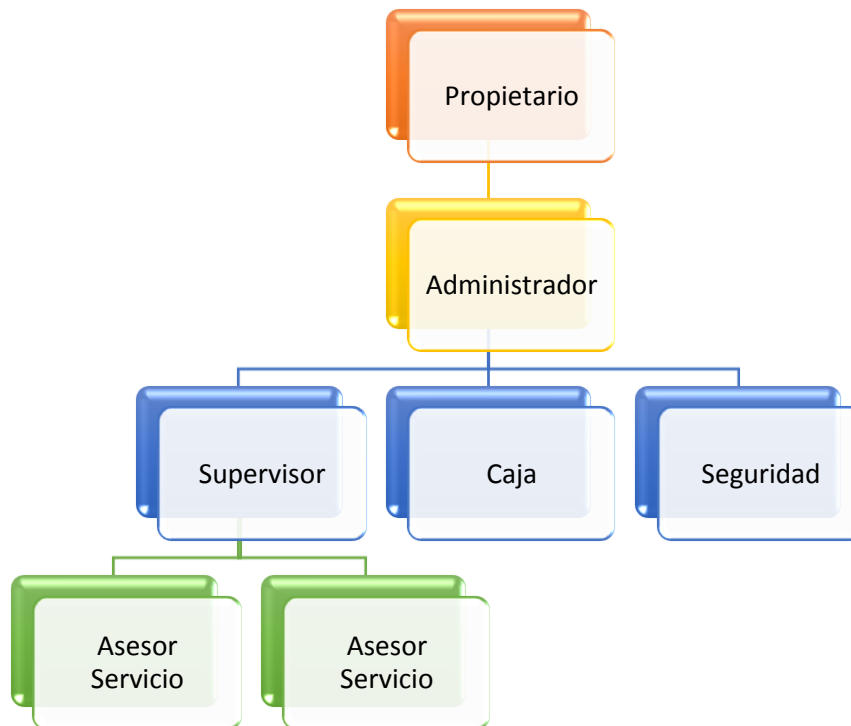 Propietario
Administrador
Supervisor
Caja
Seguridad
Asesor
Servicio
Asesor
Servicio